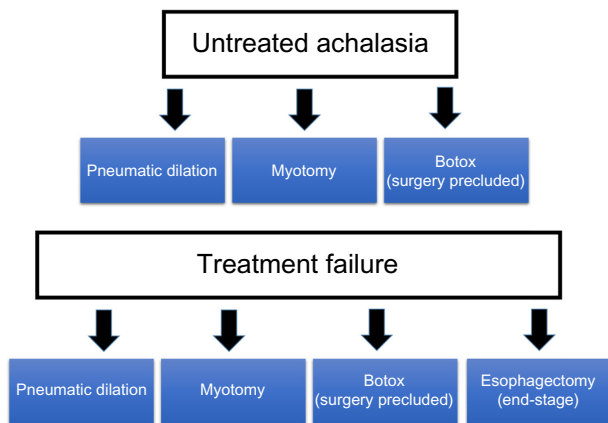 Untreated achalasia
Pneumatic dilation
Myotomy
Botox
(surgery precluded)
Treatment failure
Pneumatic dilation
Myotomy
Botox
(surgery precluded)
Esophagectomy
(end-stage)